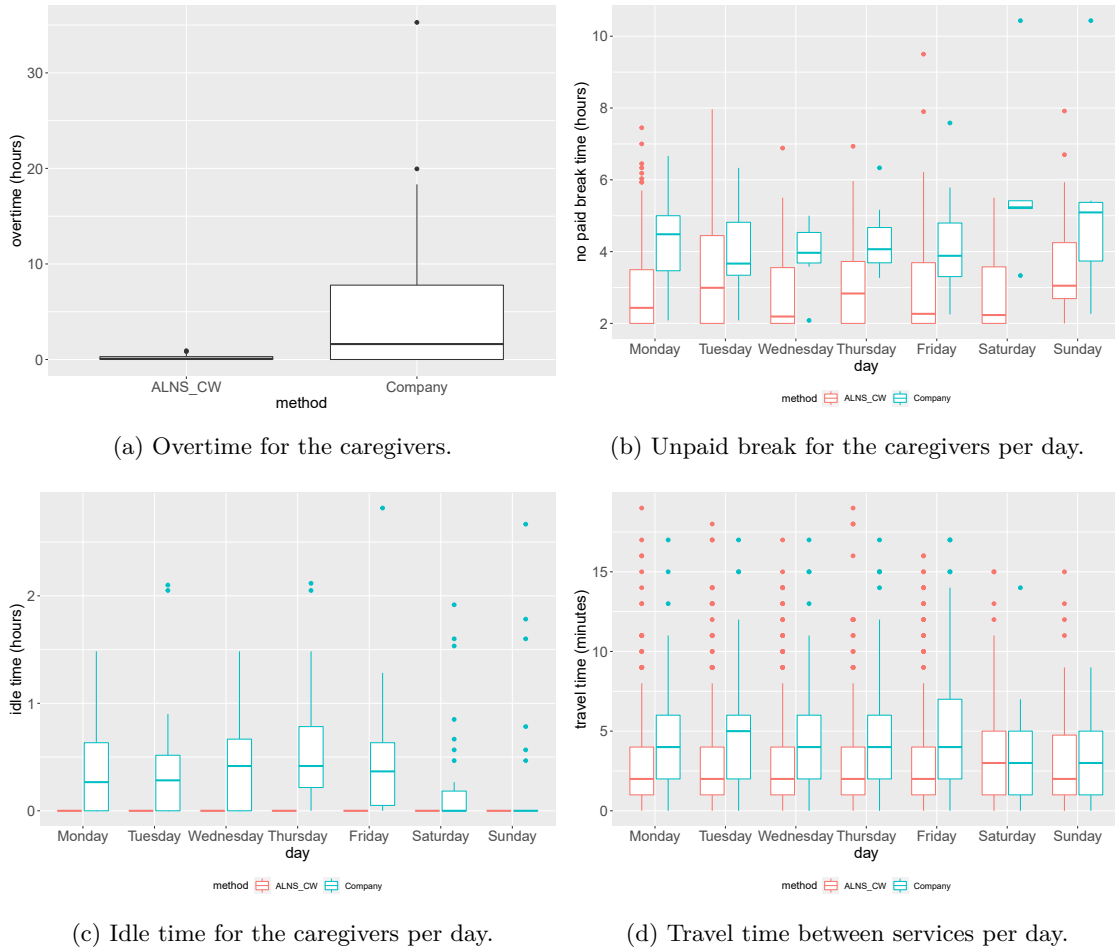 overtime (hours)
30
20
10
0
ALNS_CW Company
method
(a) Overtime for the caregivers.
no paid break time (hours)
10
8
6
4
2
Monday Tuesday Wednesday Thursday Friday Saturday Sunday
day
method ALNS_CW Company
(b) Unpaid break for the caregivers per day.
idle time (hours)
2
1
0
Monday Tuesday Wednesday Thursday Friday Saturday Sunday
day
method ALNS_CW Company
(c) Idle time for the caregivers per day.
travel time (minutes)
15
10
5
0
Monday Tuesday Wednesday Thursday Friday Saturday Sunday
day
method ALNS_CW Company
(d) Travel time between services per day.